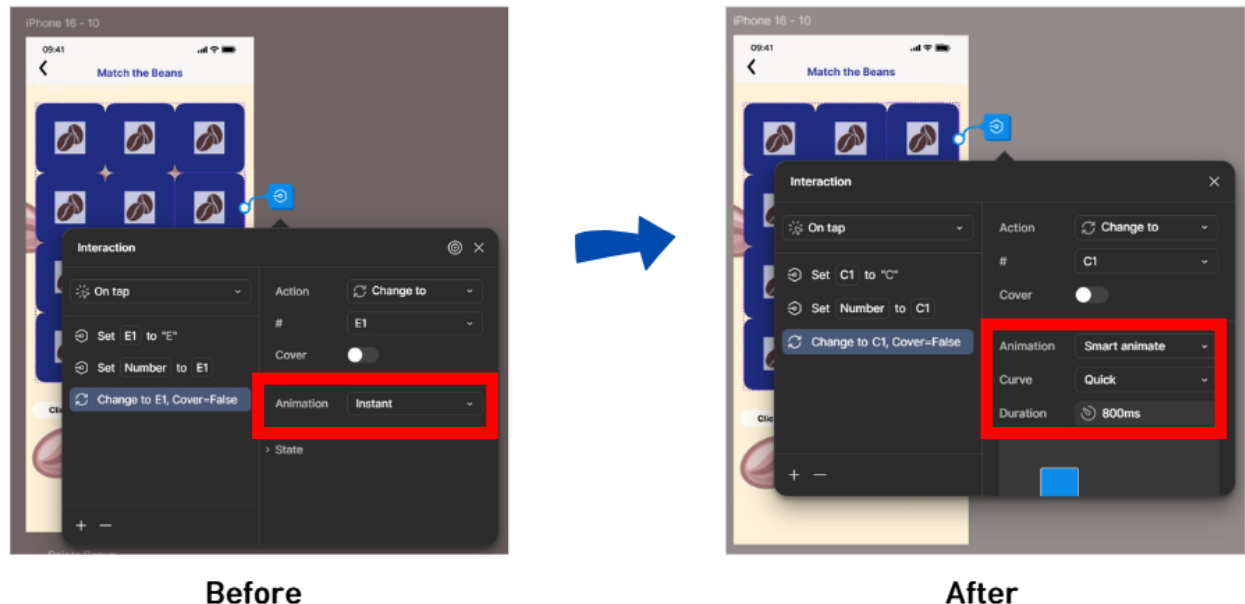 iPhone 16 - 10
09:41
Match the Beans
Interaction
On tap
Set E1 to "E"
Set Number to E1
Change to E1, Cover=False
Action Change to
# E1
Cover
Animation Instant
State
+ −
Before
iPhone 16 - 10
09:41
Match the Beans
Interaction
On tap
Set C1 to "C"
Set Number to C1
Change to C1, Cover=False
Action Change to
# C1
Cover
Animation Smart animate
Curve Quick
Duration 800ms
+ −
After